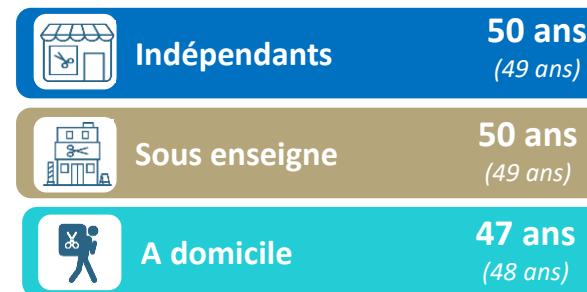 Indépendants
50 ans
(49 ans)
Sous enseigne
50 ans
(49 ans)
A domicile
47 ans
(48 ans)